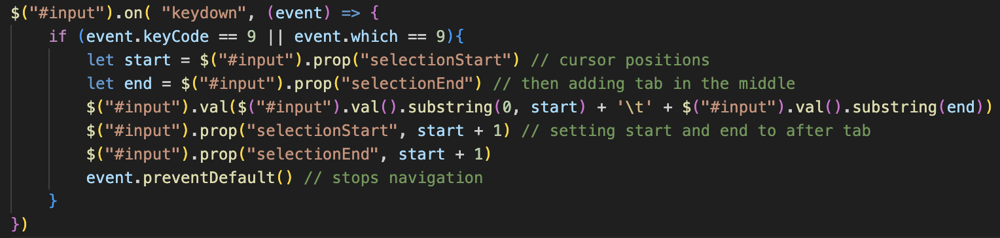 $("#input").on( "keydown", (event) => {
    if (event.keyCode == 9 || event.which == 9){
        let start = $("#input").prop("selectionStart") // cursor positions
        let end = $("#input").prop("selectionEnd") // then adding tab in the middle
        $("#input").val($("#input").val().substring(0, start) + '\t' + $("#input").val().substring(end))
        $("#input").prop("selectionStart", start + 1) // setting start and end to after tab
        $("#input").prop("selectionEnd", start + 1)
        event.preventDefault() // stops navigation
    }
})